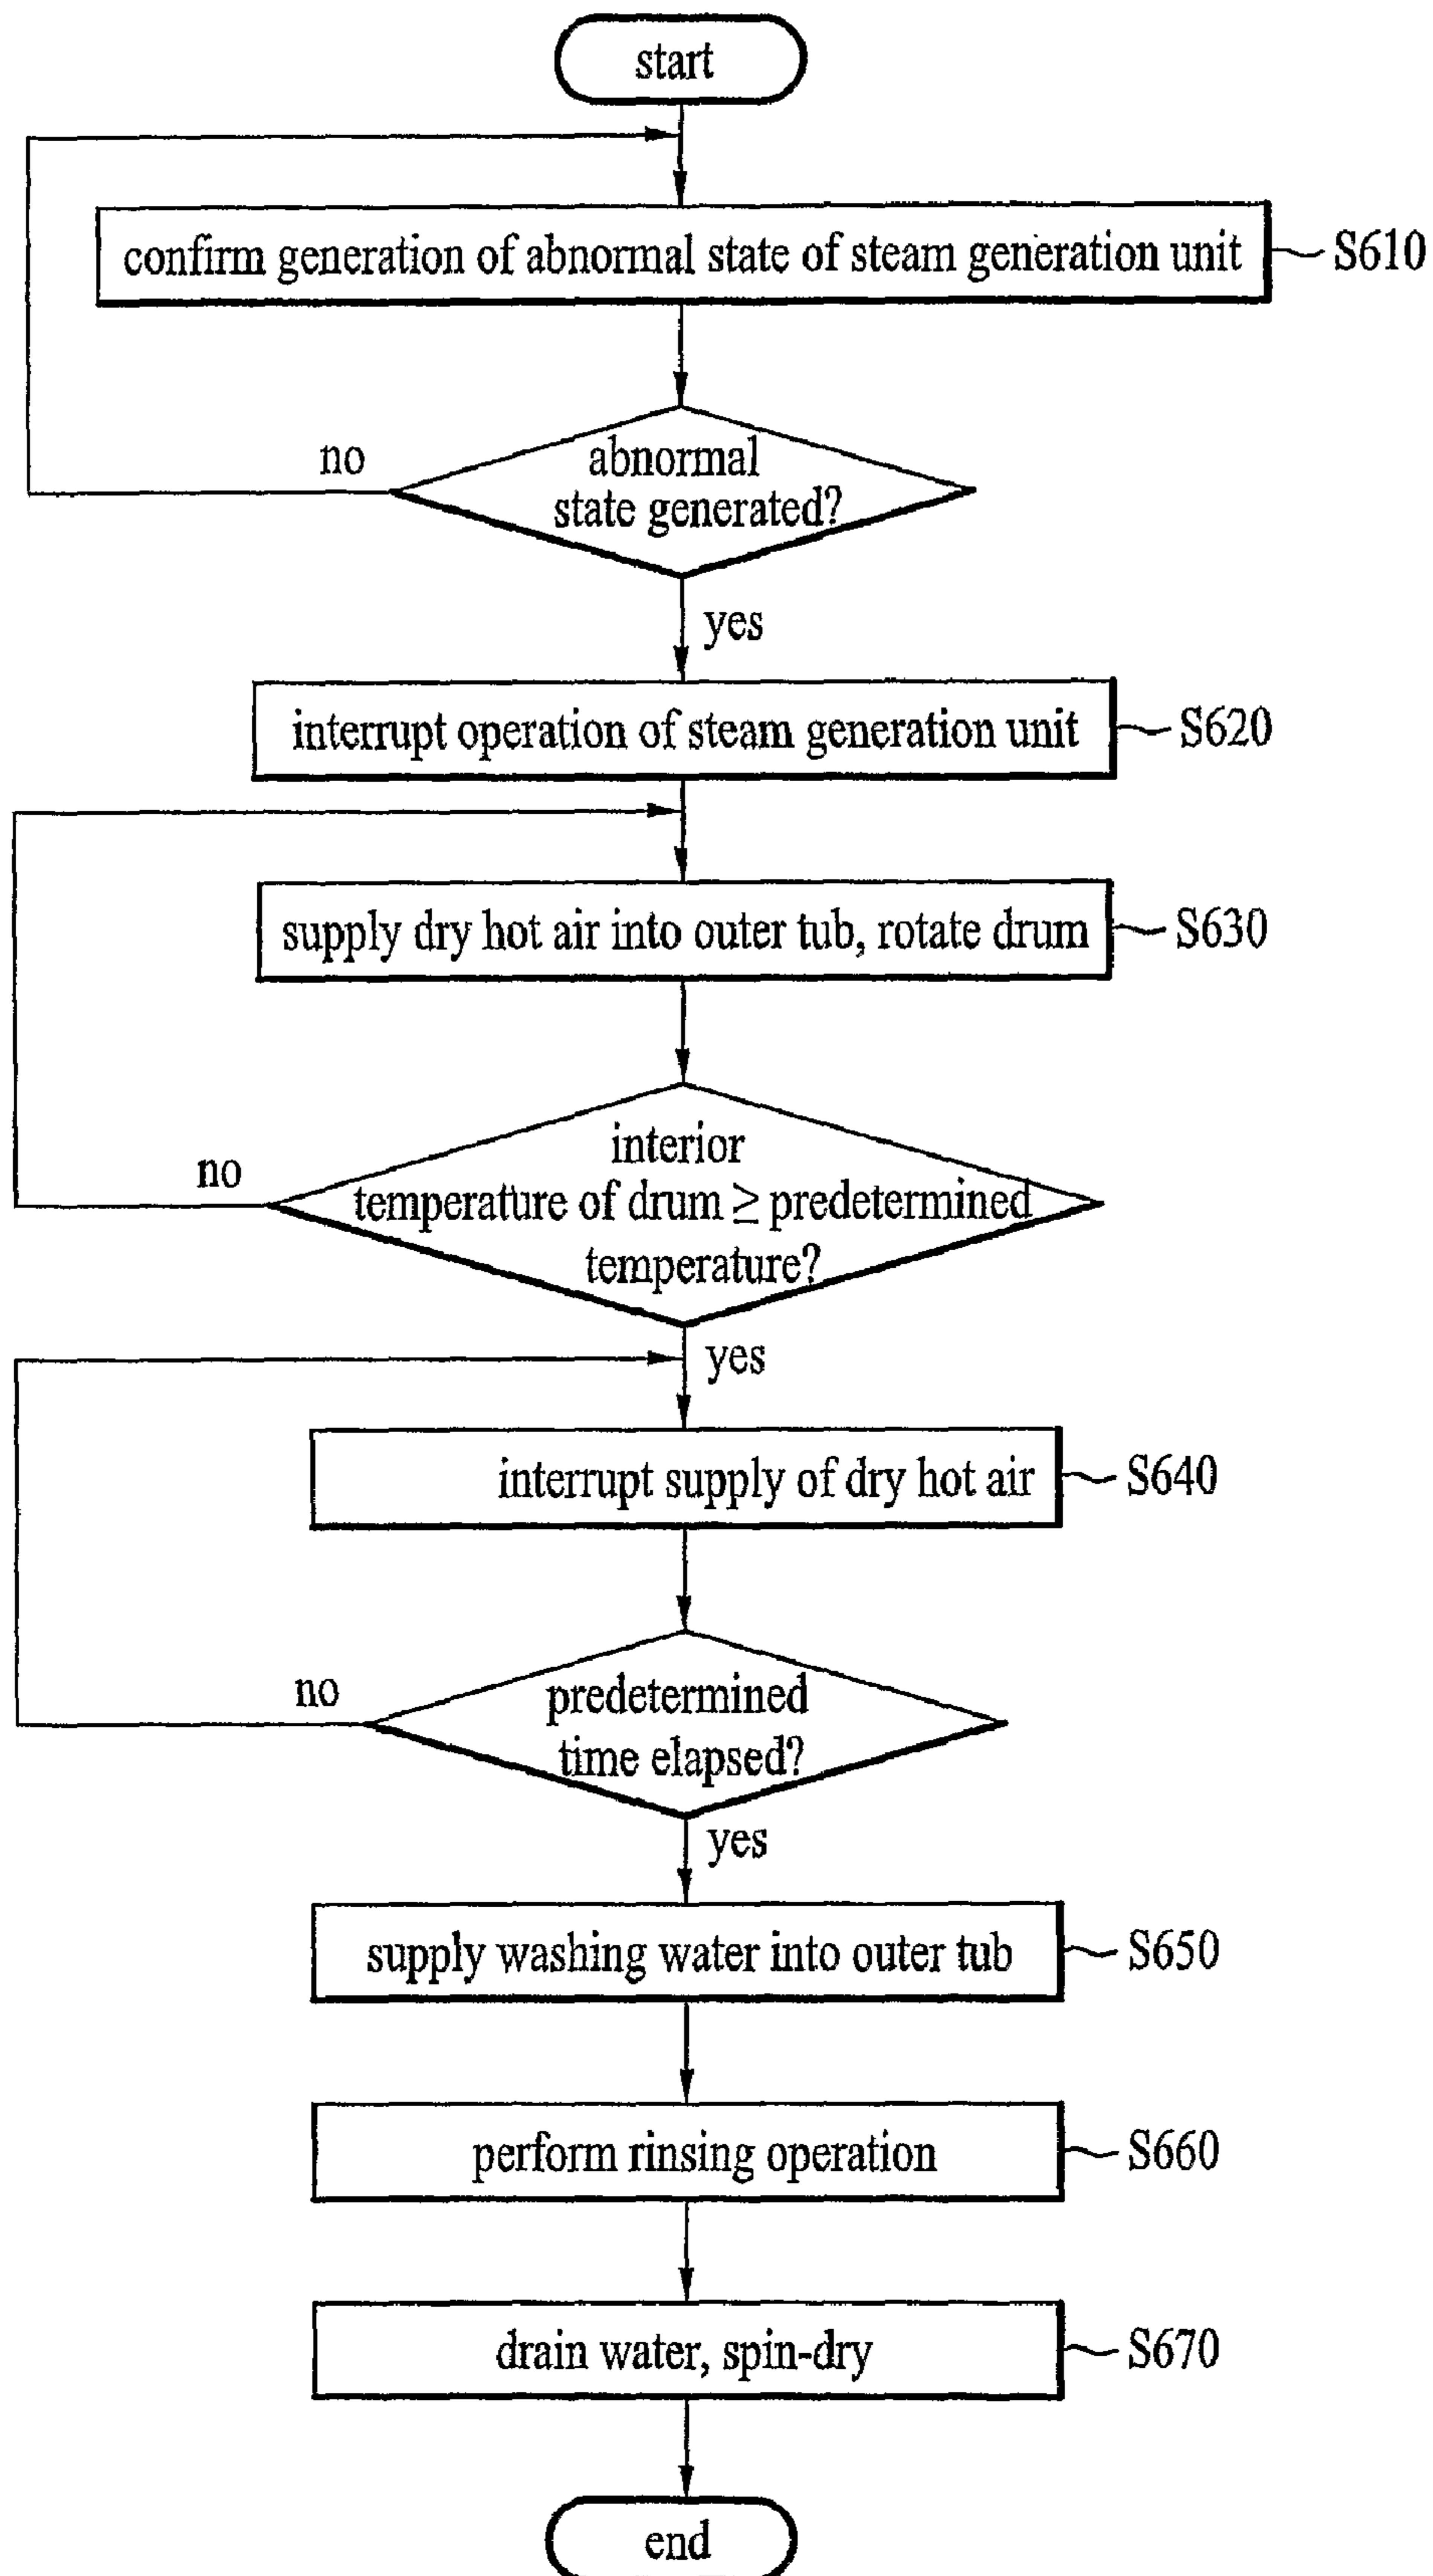 start
confirm generation of abnormal state of steam generation unit
S610
abnormal
state generated?
no
yes
interrupt operation of steam generation unit
S620
supply dry hot air into outer tub, rotate drum
S630
interior
temperature of drum ≥ predetermined
temperature?
no
yes
interrupt supply of dry hot air
S640
predetermined
time elapsed?
no
yes
supply washing water into outer tub
S650
perform rinsing operation
S660
drain water, spin-dry
S670
end